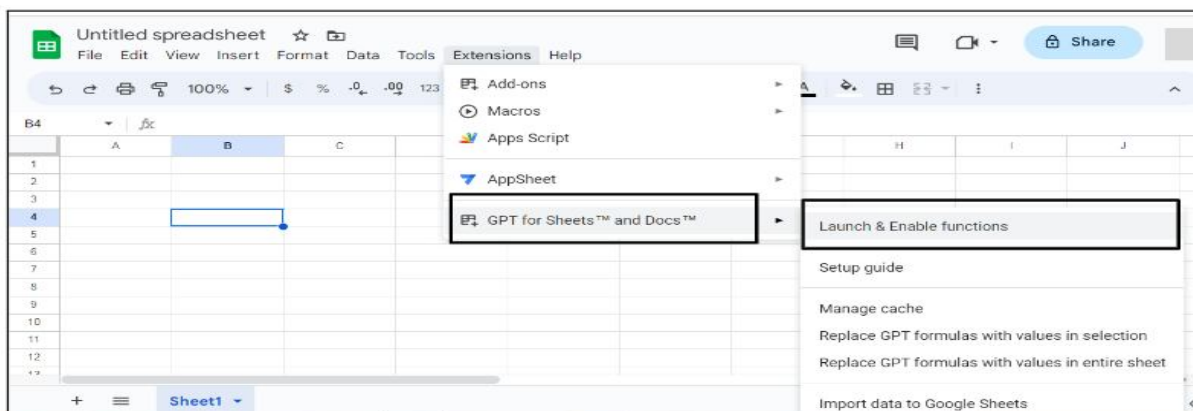 Untitled spreadsheet
File Edit View Insert Format Data Tools Extensions Help
Share
100% $ % .0 .00 123
A
B4 fx
A B C H I J
1
2
3
4
5
6
7
8
9
10
11
12
13
Add-ons
Macros
Apps Script
AppSheet
GPT for Sheets™ and Docs™
Launch & Enable functions
Setup guide
Manage cache
Replace GPT formulas with values in selection
Replace GPT formulas with values in entire sheet
Import data to Google Sheets
+ Sheet1